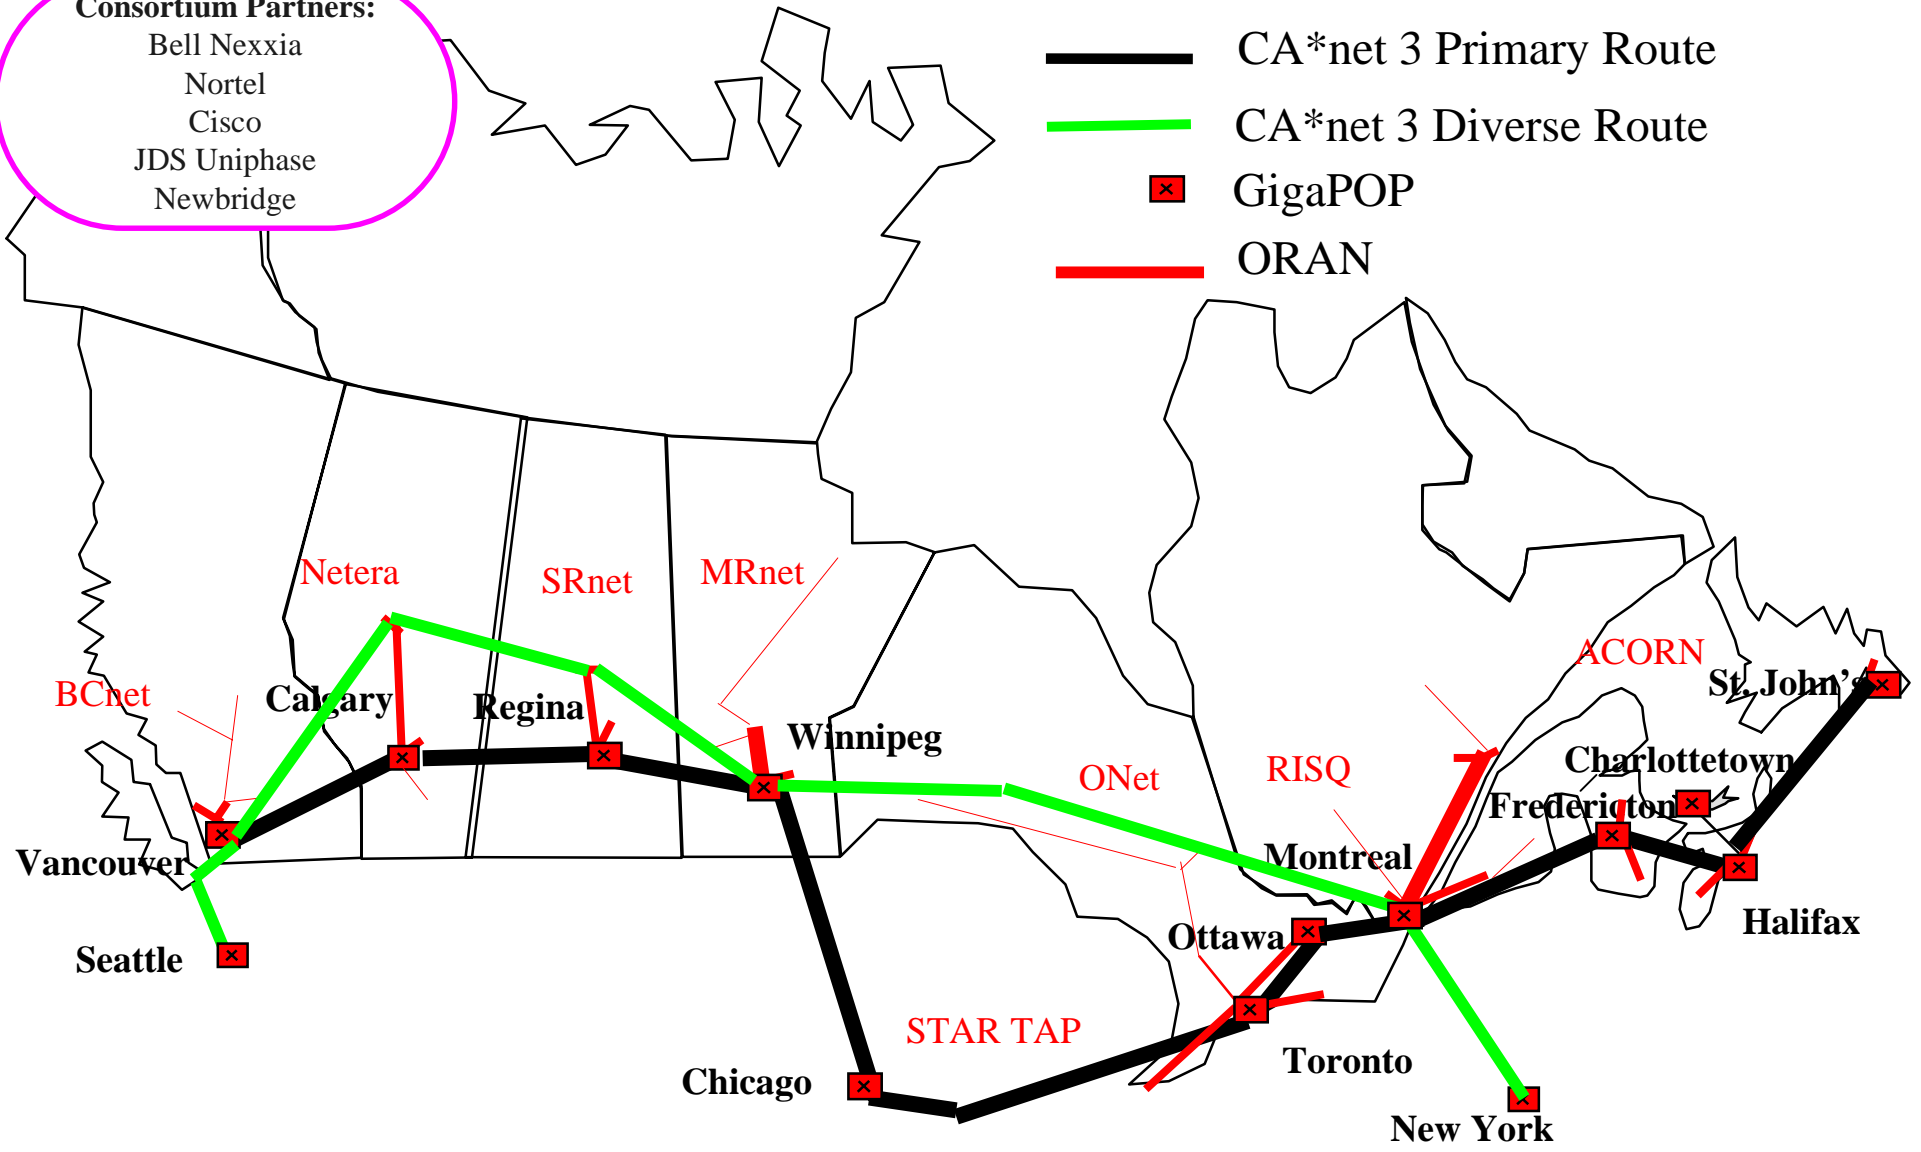 Consortium Partners:
Bell Nexxia
Nortel
Cisco
JDS Uniphase
Newbridge
CA*net 3 Primary Route
CA*net 3 Diverse Route
GigaPOP
ORAN
Netera
SRnet
MRnet
BCnet
Calgary
Regina
Winnipeg
ONet
RISQ
ACORN
St. John's
Charlottetown
Fredericton
Vancouver
Montreal
Halifax
Seattle
Ottawa
STAR TAP
Chicago
Toronto
New York